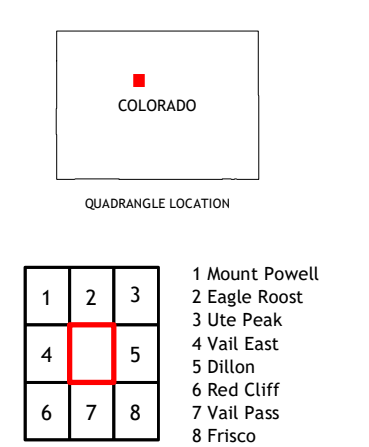 COLORADO
QUADRANGLE LOCATION
1 2 3
4 5
6 7 8
1 Mount Powell
2 Eagle Roost
3 Ute Peak
4 Vail East
5 Dillon
6 Red Cliff
7 Vail Pass
8 Frisco